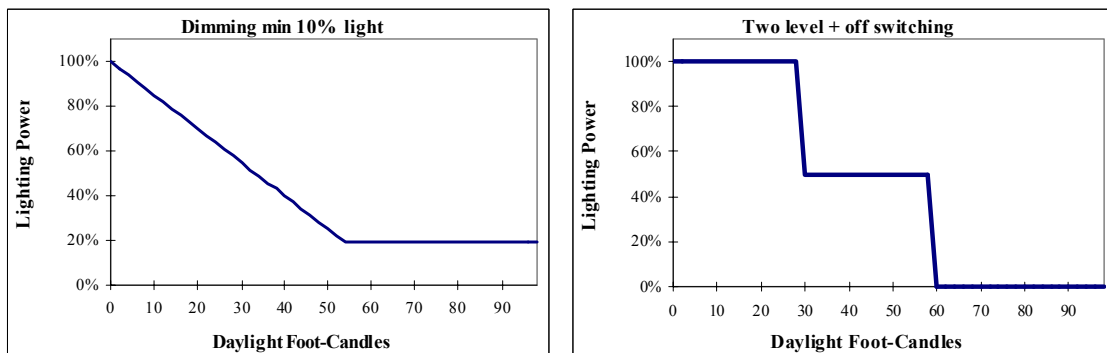 Dimming min 10% light
Lighting Power
100%
80%
60%
40%
20%
0%
0 10 20 30 40 50 60 70 80 90
Daylight Foot-Candles
Two level + off switching
Lighting Power
100%
80%
60%
40%
20%
0%
0 10 20 30 40 50 60 70 80 90
Daylight Foot-Candles